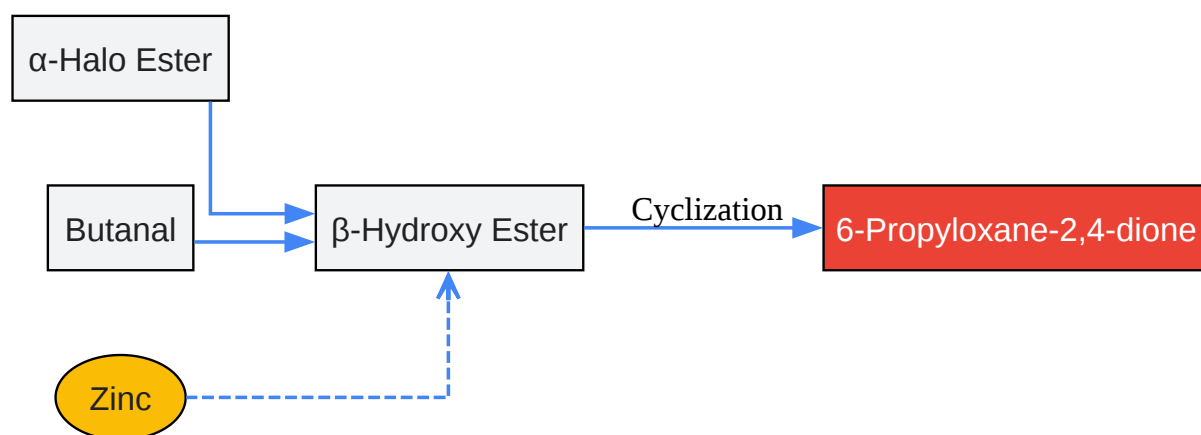 α-Halo Ester
Butanal
β-Hydroxy Ester
Cyclization
6-Propyloxane-2,4-dione
Zinc